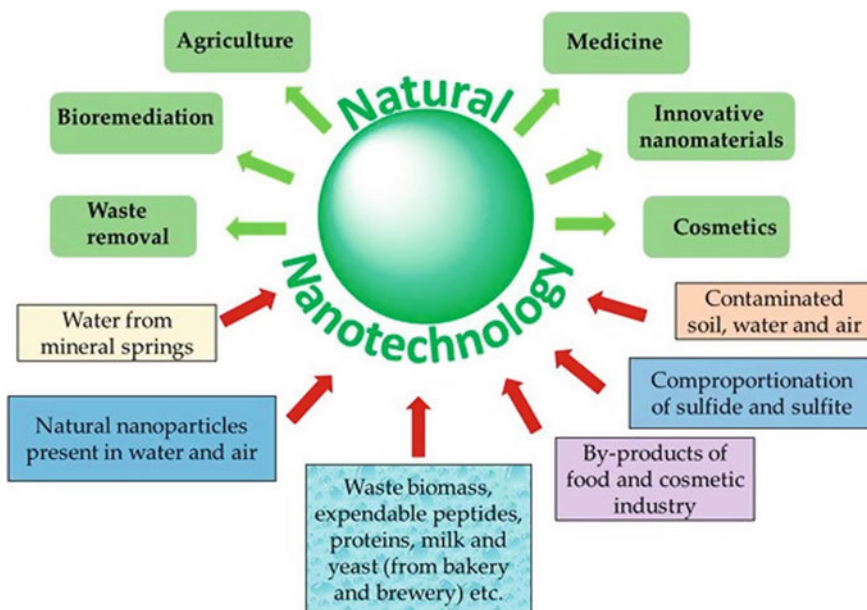 Agriculture
Medicine
Natural
Bioremediation
Innovative
nanomaterials
Waste
removal
Cosmetics
Nanotechnology
Water from
mineral springs
Contaminated
soil, water and air
Natural nanoparticles
present in water and air
Comproportionation
of sulfide and sulfite
Waste biomass,
expendable peptides,
proteins, milk and
yeast (from bakery
and brewery) etc.
By-products of
food and cosmetic
industry